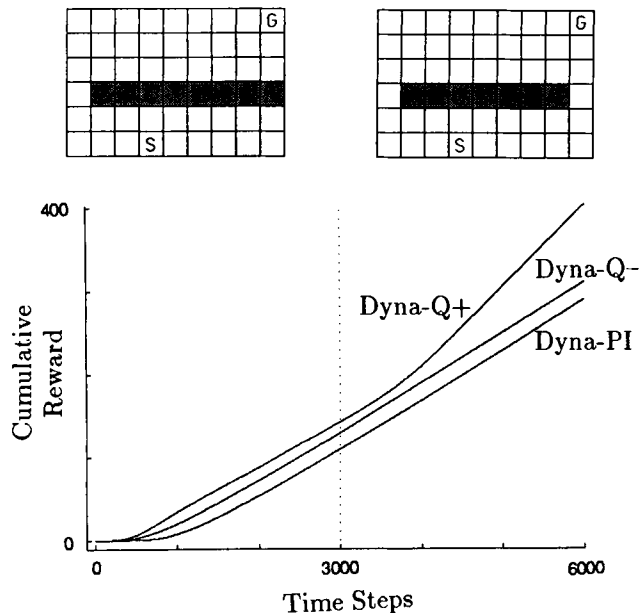 G
S
G
S
400
Cumulative
Reward
Dyna-Q+
Dyna-Q-
Dyna-PI
0
0
3000
6000
Time Steps